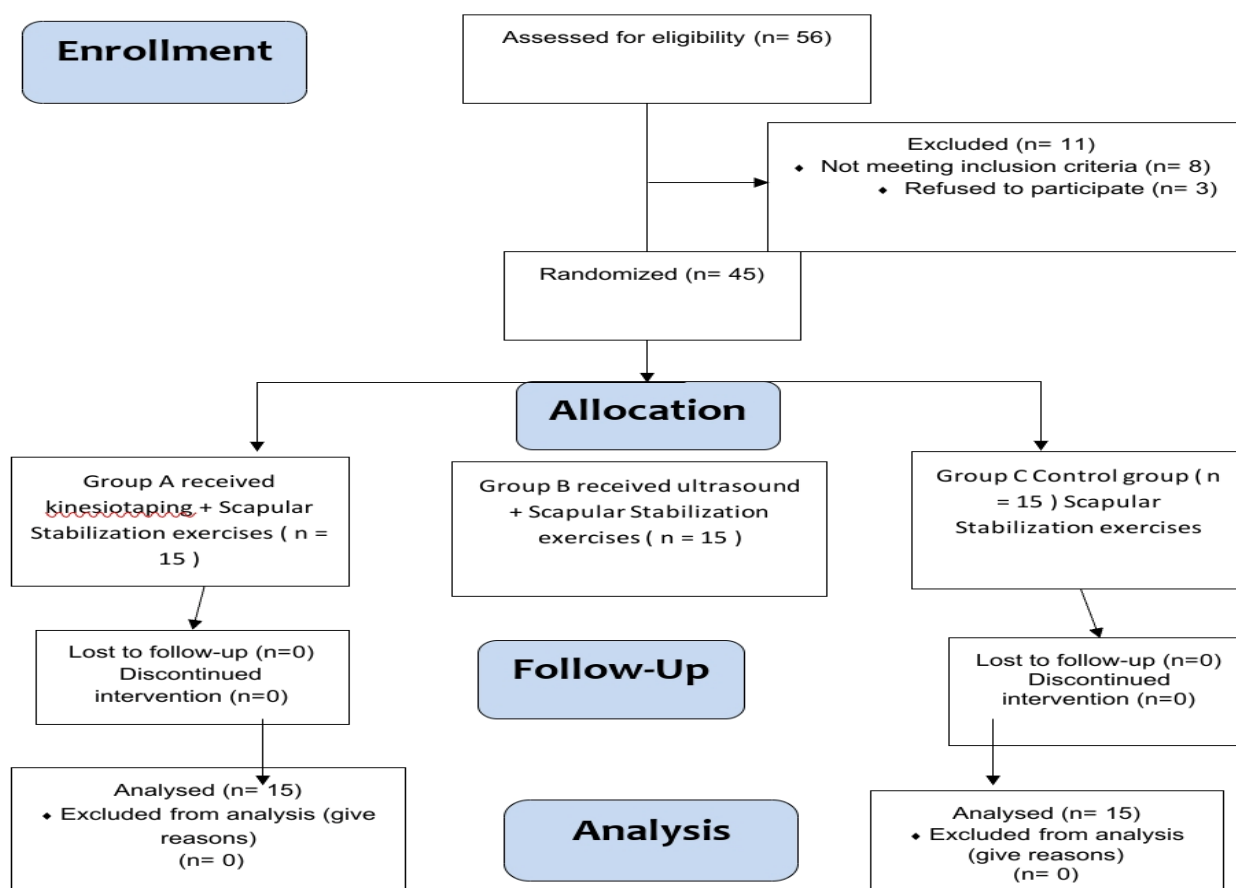 Enrollment
Assessed for eligibility (n= 56)
Excluded (n= 11)
⬥ Not meeting inclusion criteria (n= 8)
⬥ Refused to participate (n= 3)
Randomized (n= 45)
Allocation
Group A received
kinesiotaping + Scapular
Stabilization exercises ( n =
15 )
Group B received ultrasound
+ Scapular Stabilization
exercises ( n = 15 )
Group C Control group ( n
= 15 ) Scapular
Stabilization exercises
Lost to follow-up (n=0)
Discontinued
intervention (n=0)
Follow-Up
Lost to follow-up (n=0)
Discontinued
intervention (n=0)
Analysed (n= 15)
⬥ Excluded from analysis (give
reasons)
(n= 0)
Analysis
Analysed (n= 15)
⬥ Excluded from analysis
(give reasons)
(n= 0)